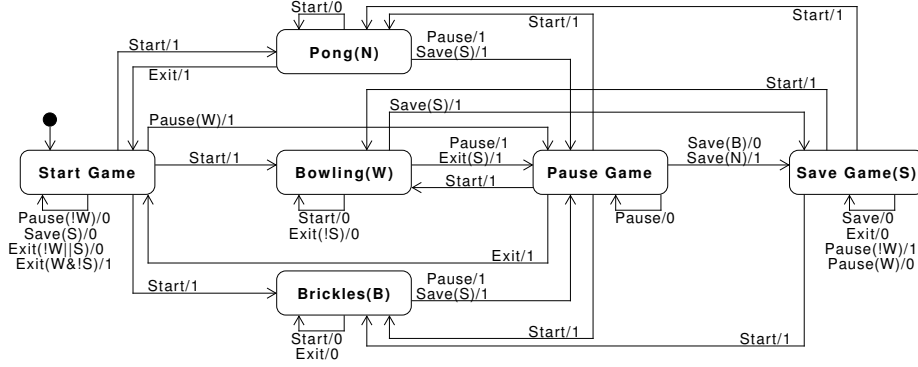 Start/0
Start/1
Start/1
Pause/1
Save(S)/1
Start/1
Pong(N)
Exit/1
Start/1
Save(S)/1
Pause(W)/1
Pause/1
Exit(S)/1
Save(B)/0
Save(N)/1
Start/1
Start Game
Bowling(W)
Pause Game
Save Game(S)
Start/1
Pause(!W)/0
Save(S)/0
Exit(!W||S)/0
Exit(W&!S)/1
Start/0
Exit(!S)/0
Pause/0
Save/0
Exit/0
Pause(!W)/1
Pause(W)/0
Exit/1
Start/1
Pause/1
Save(S)/1
Brickles(B)
Start/1
Start/1
Start/0
Exit/0